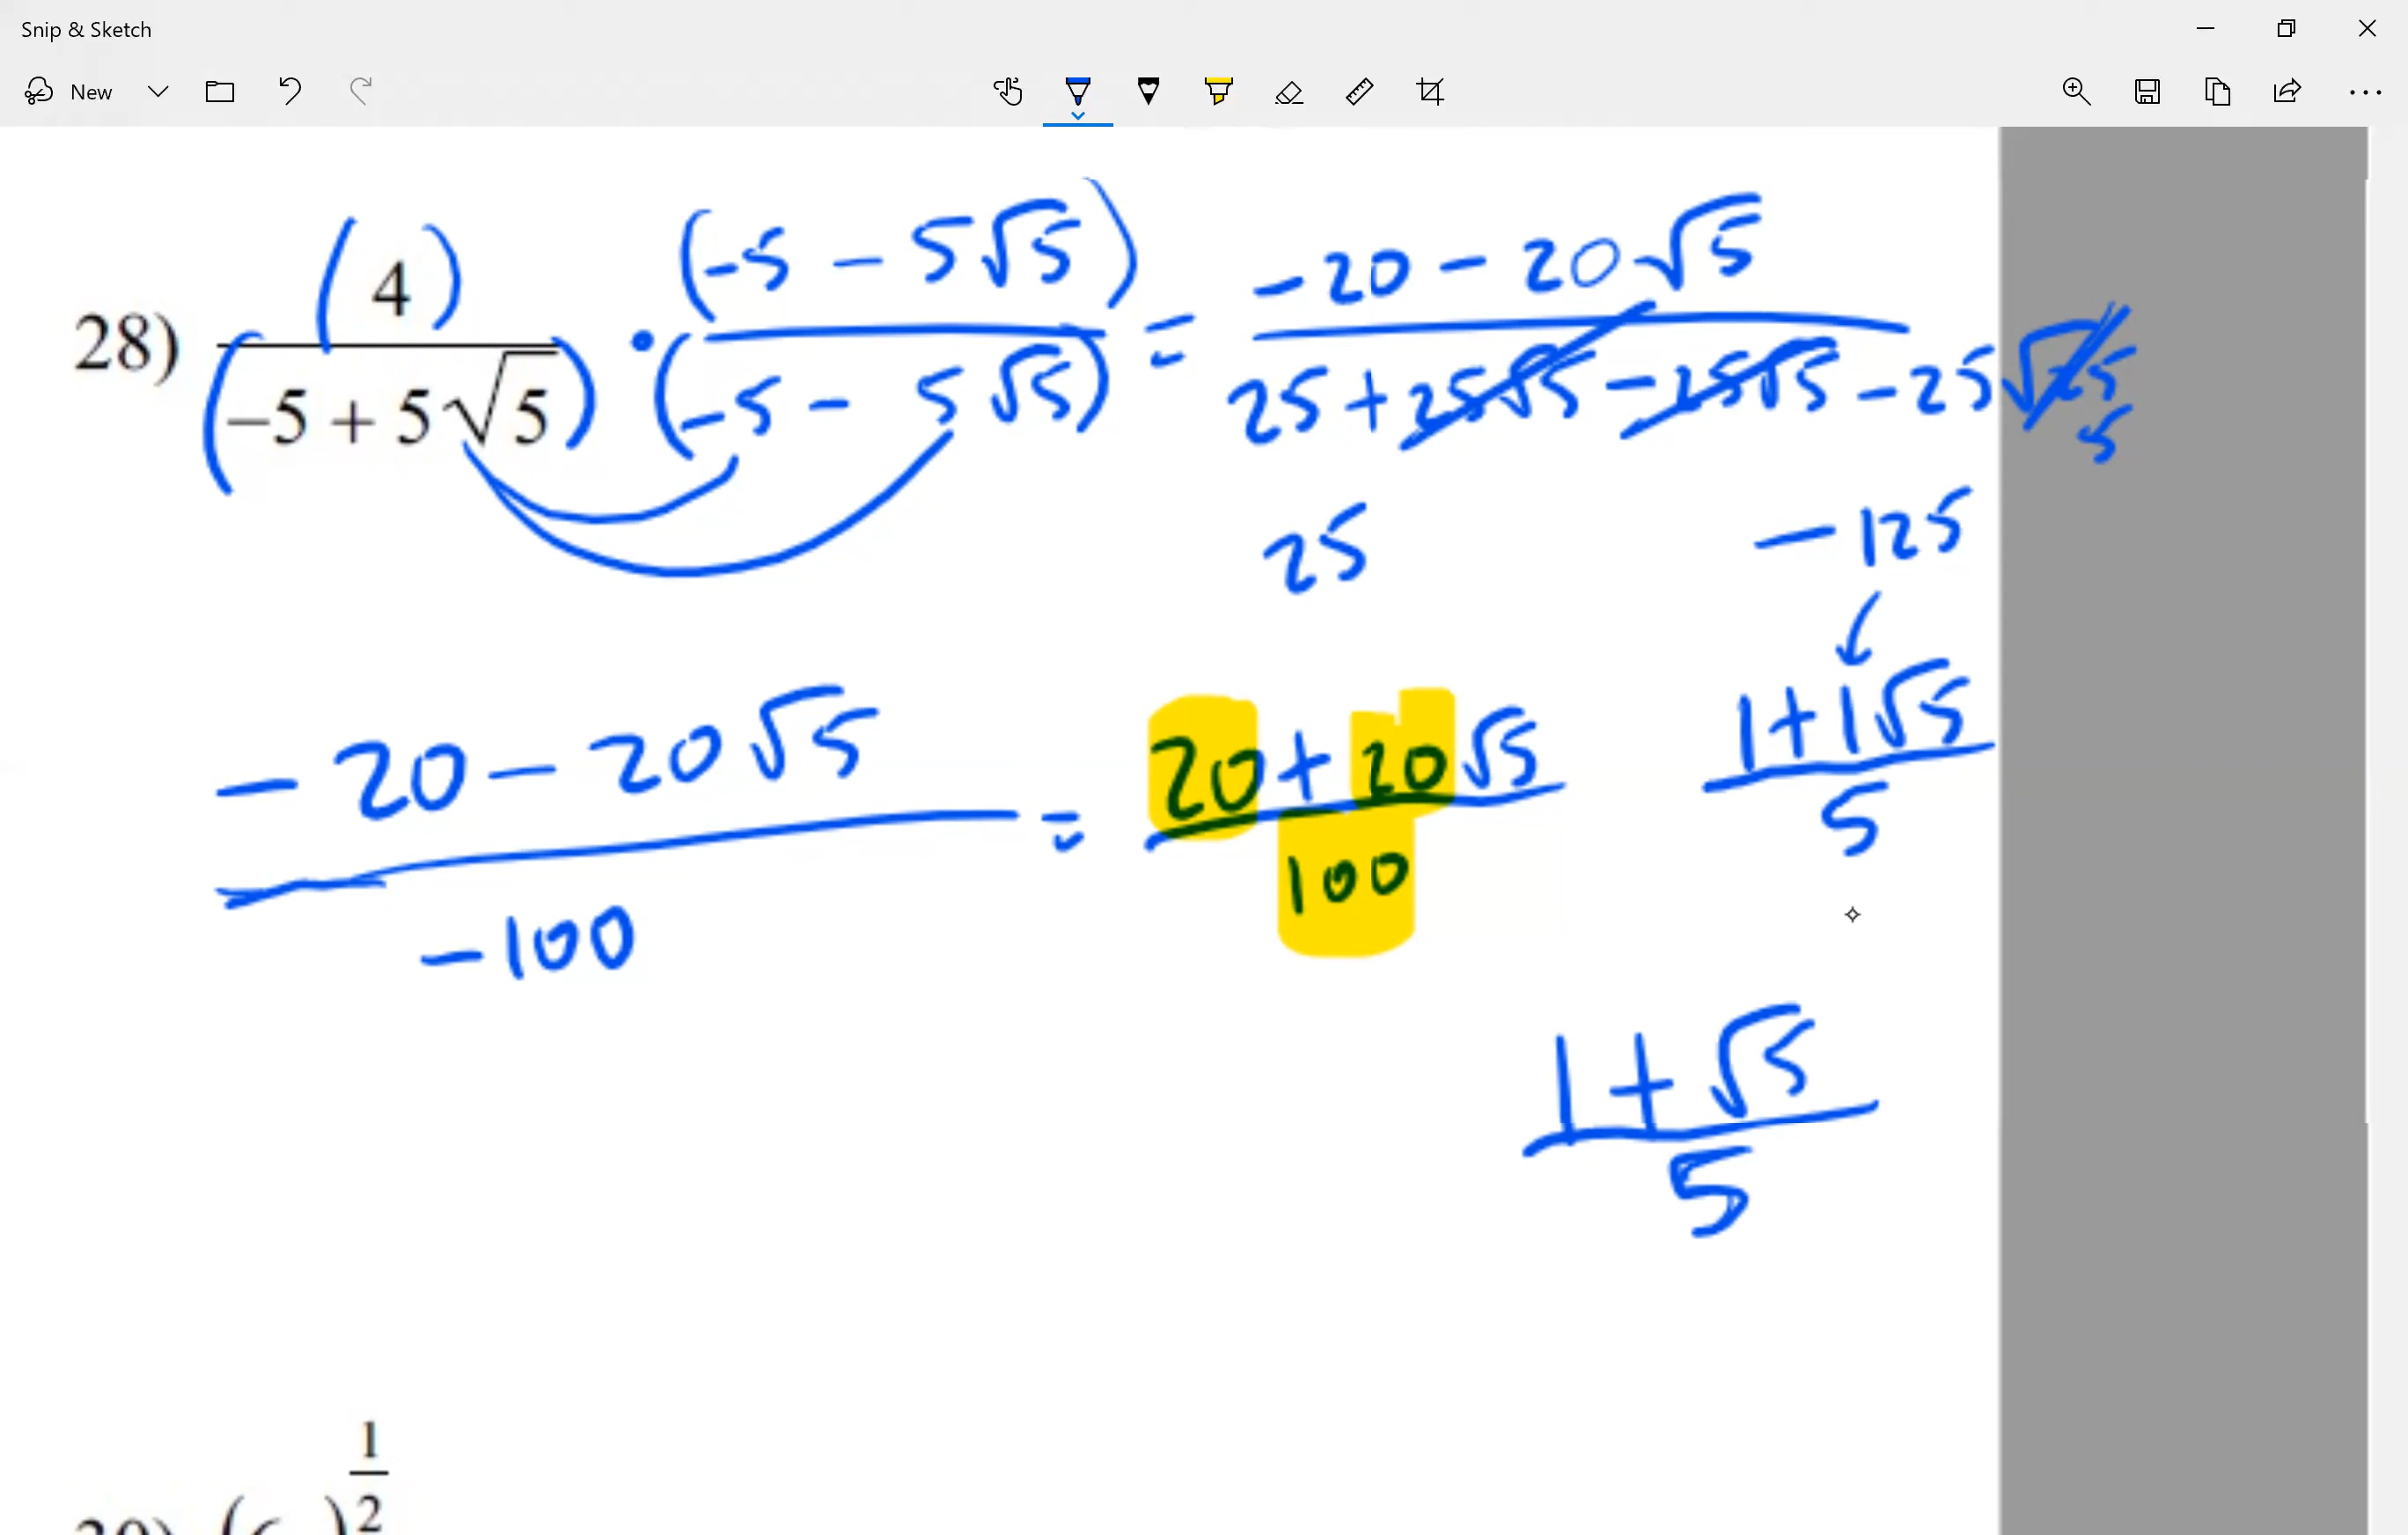 Snip & Sketch
New
28) (4)/(-5 + 5√5) • (-5 - 5√5)/(-5 - 5√5) = (-20 - 20√5)/(25 + 25√5 - 25√5 - 25√25)
5
25 -125
(-20 - 20√5)/(-100) = (20 + 20√5)/(100) (1 + 1√5)/(5)
(1 + √5)/(5)
1/2